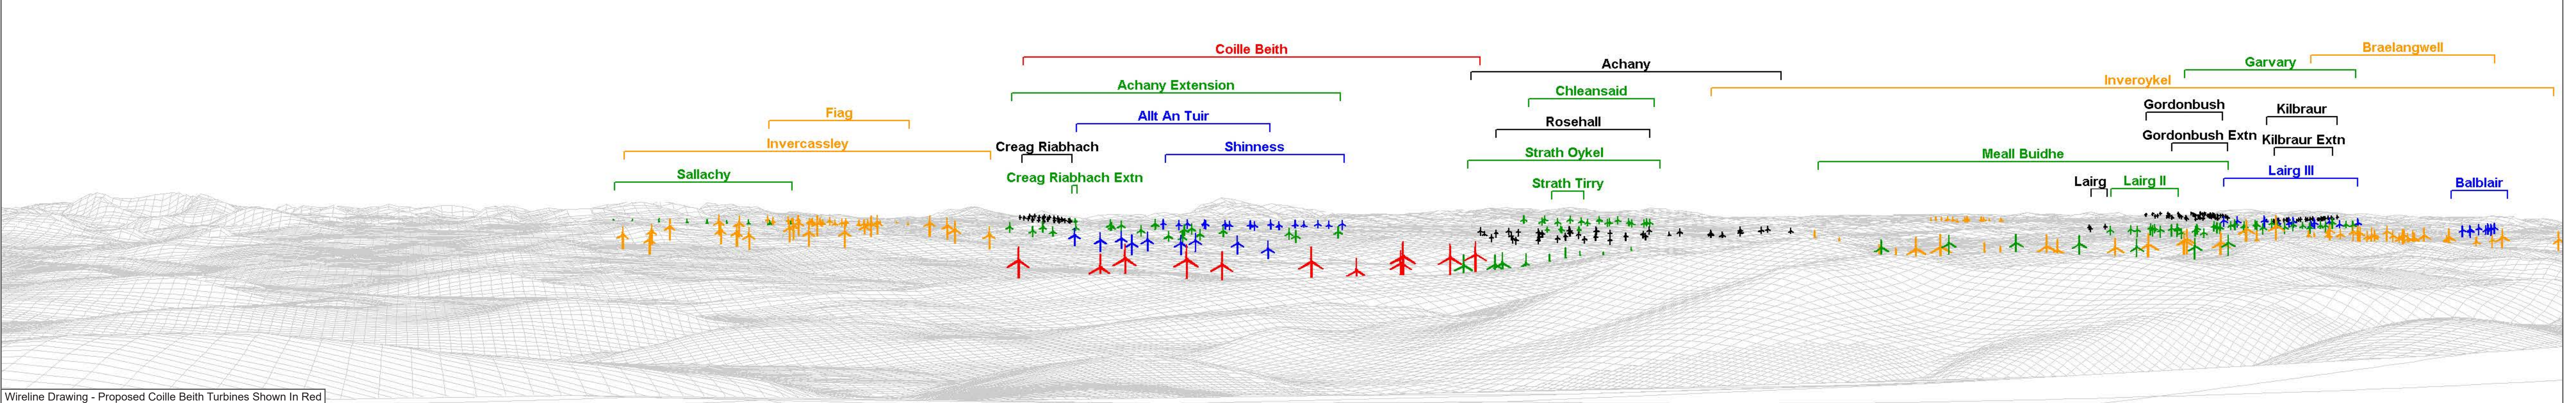 Coille Beith
Braelangwell
Garvary
Achany
Inveroykel
Achany Extension
Chleansaid
Gordonbush
Kilbraur
Fiag
Allt An Tuir
Rosehall
Gordonbush Extn
Kilbraur Extn
Invercassley
Creag Riabhach
Shinness
Strath Oykel
Meall Buidhe
Sallachy
Creag Riabhach Extn
Strath Tirry
Lairg
Lairg II
Lairg III
Balblair
Wireline Drawing - Proposed Coille Beith Turbines Shown In Red